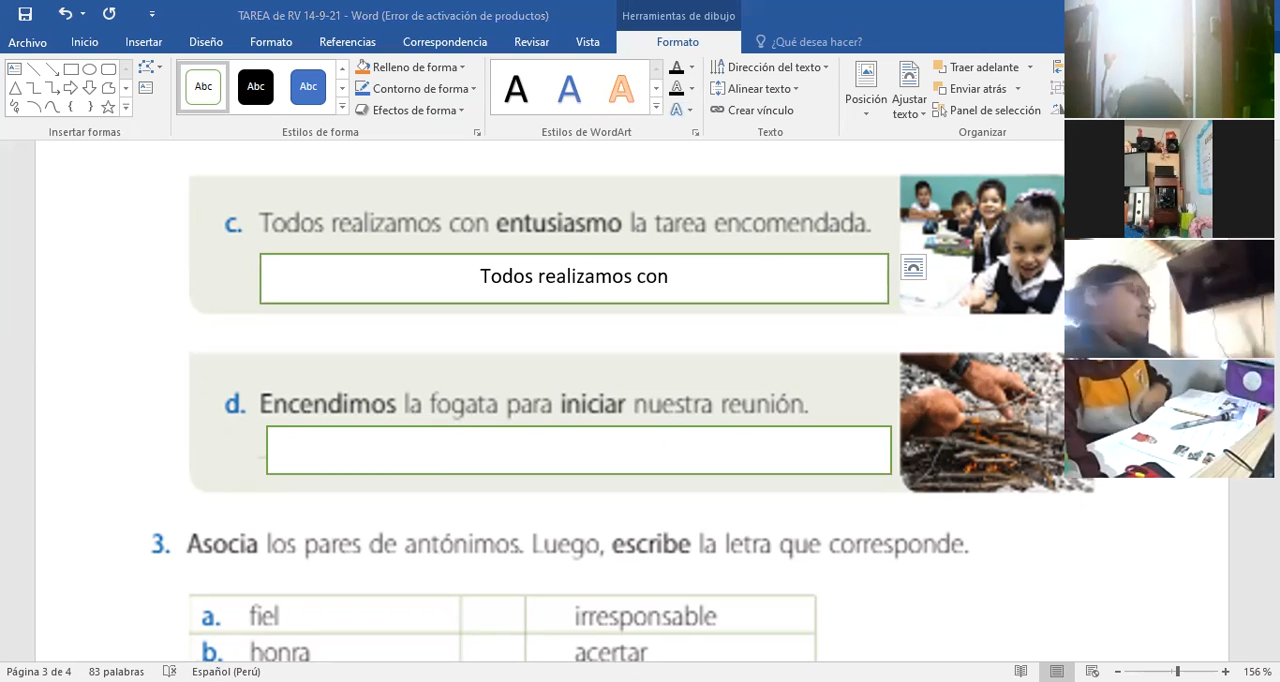 TAREA de RV 14-9-21 - Word (Error de activación de productos)
Herramientas de dibujo
Archivo Inicio Insertar Diseño Formato Referencias Correspondencia Revisar Vista Formato ¿Qué desea hacer?
Abc Abc Abc
Relleno de forma
Contorno de forma
Efectos de forma
A A A
Dirección del texto
Alinear texto
Crear vínculo
Posición
Ajustar texto
Traer adelante
Enviar atrás
Panel de selección
Insertar formas Estilos de forma Estilos de WordArt Texto Organizar
c. Todos realizamos con entusiasmo la tarea encomendada.
Todos realizamos con
d. Encendimos la fogata para iniciar nuestra reunión.
3. Asocia los pares de antónimos. Luego, escribe la letra que corresponde.
a. fiel irresponsable
b. honra acertar
Página 3 de 4 83 palabras Español (Perú) 156 %